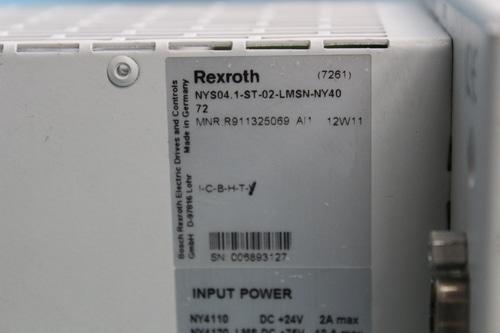 Rexroth (7261)
NYS04.1-ST-02-LMSN-NY40
72
MNR:R911325069 AI1 12W11
Bosch Rexroth Electric Drives and Controls
GmbH D-97816 Lohr Made in Germany
I-C-B-H-T-Y
SN: 006893127
INPUT POWER
NY4110 DC +24V 2A max